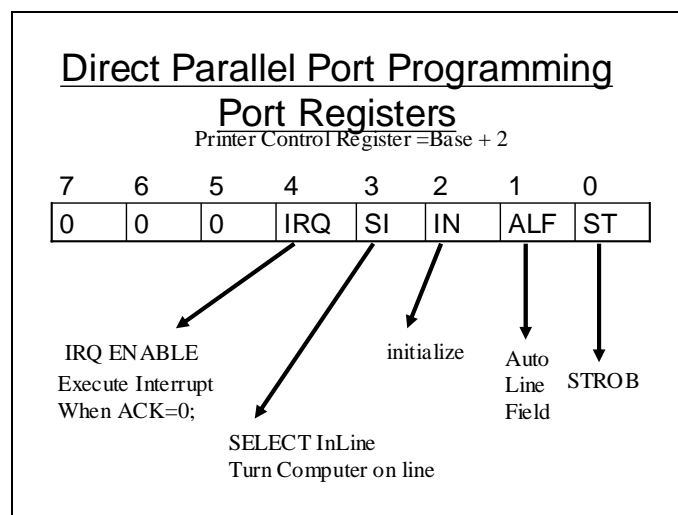 Direct Parallel Port Programming
Port Registers
Printer Control Register =Base + 2
7 6 5 4 3 2 1 0
0 0 0 IRQ SI IN ALF ST
IRQ ENABLE
Execute Interrupt
When ACK=0;
SELECT InLine
Turn Computer on line
initialize
Auto
Line
Field
STROB